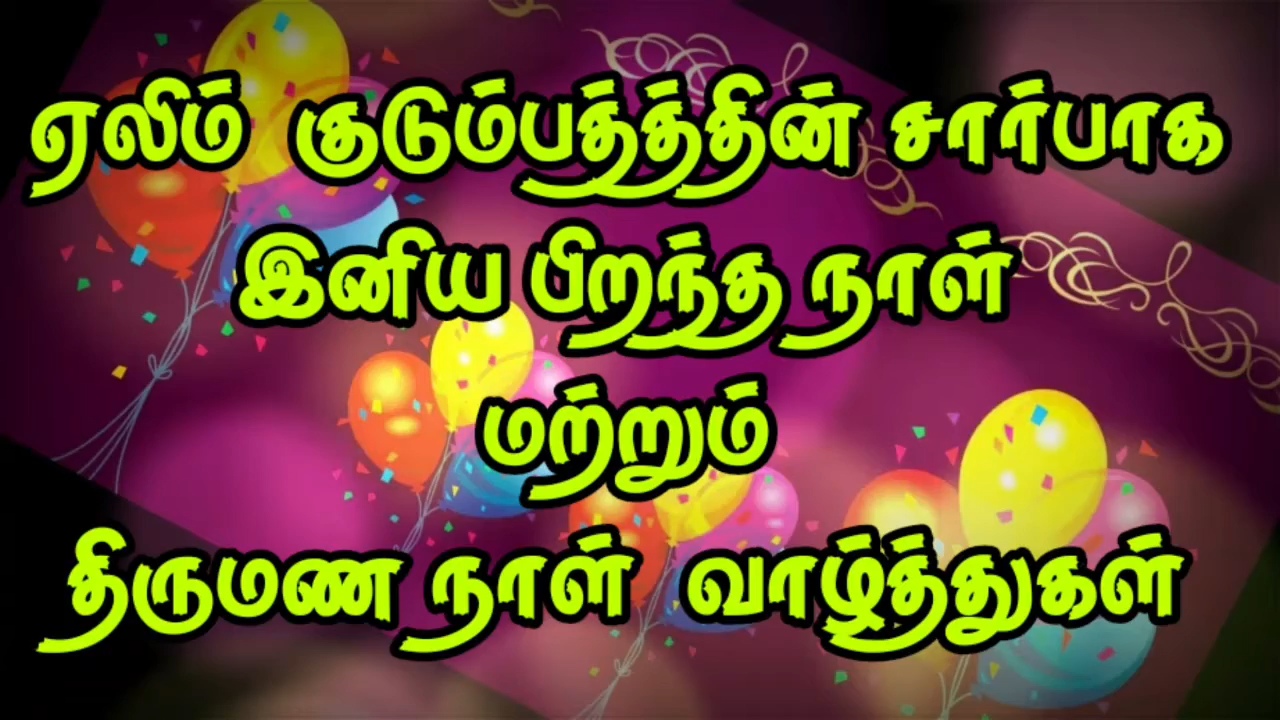 ஏலிம் குடும்பத்த்தின் சார்பாக
இனிய பிறந்த நாள்
மற்றும்
திருமண நாள் வாழ்த்துகள்